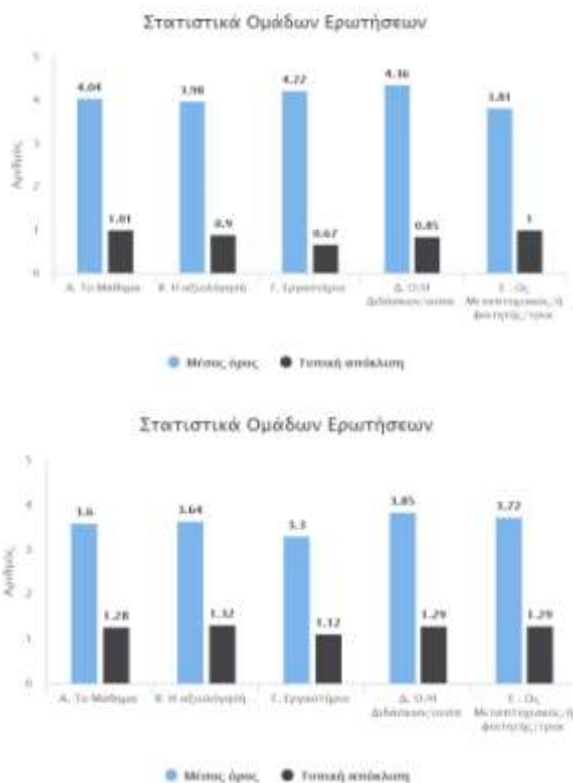 Στατιστικά Ομάδων Ερωτήσεων
5
4.36
4.22
4.04
3.98
3.81
4
3
Αριθμός
2
1.01
0.9
0.67
0.85
1
1
0
Α. Το Μάθημα
Β. Η αξιολόγηση
Γ. Εργαστήριο
Δ. Ο/Η
Διδάσκων/ουσα
Ε . Ως
Μεταπτυχιακός/ή
φοιτητής/τρια
Μέσος όρος
Τυπική απόκλιση
Στατιστικά Ομάδων Ερωτήσεων
5
4
3.6
3.64
3.3
3.85
3.72
3
Αριθμός
2
1.28
1.32
1.12
1.29
1.29
1
0
Α. Το Μάθημα
Β. Η αξιολόγηση
Γ. Εργαστήριο
Δ. Ο/Η
Διδάσκων/ουσα
Ε . Ως
Μεταπτυχιακός/ή
φοιτητής/τρια
Μέσος όρος
Τυπική απόκλιση